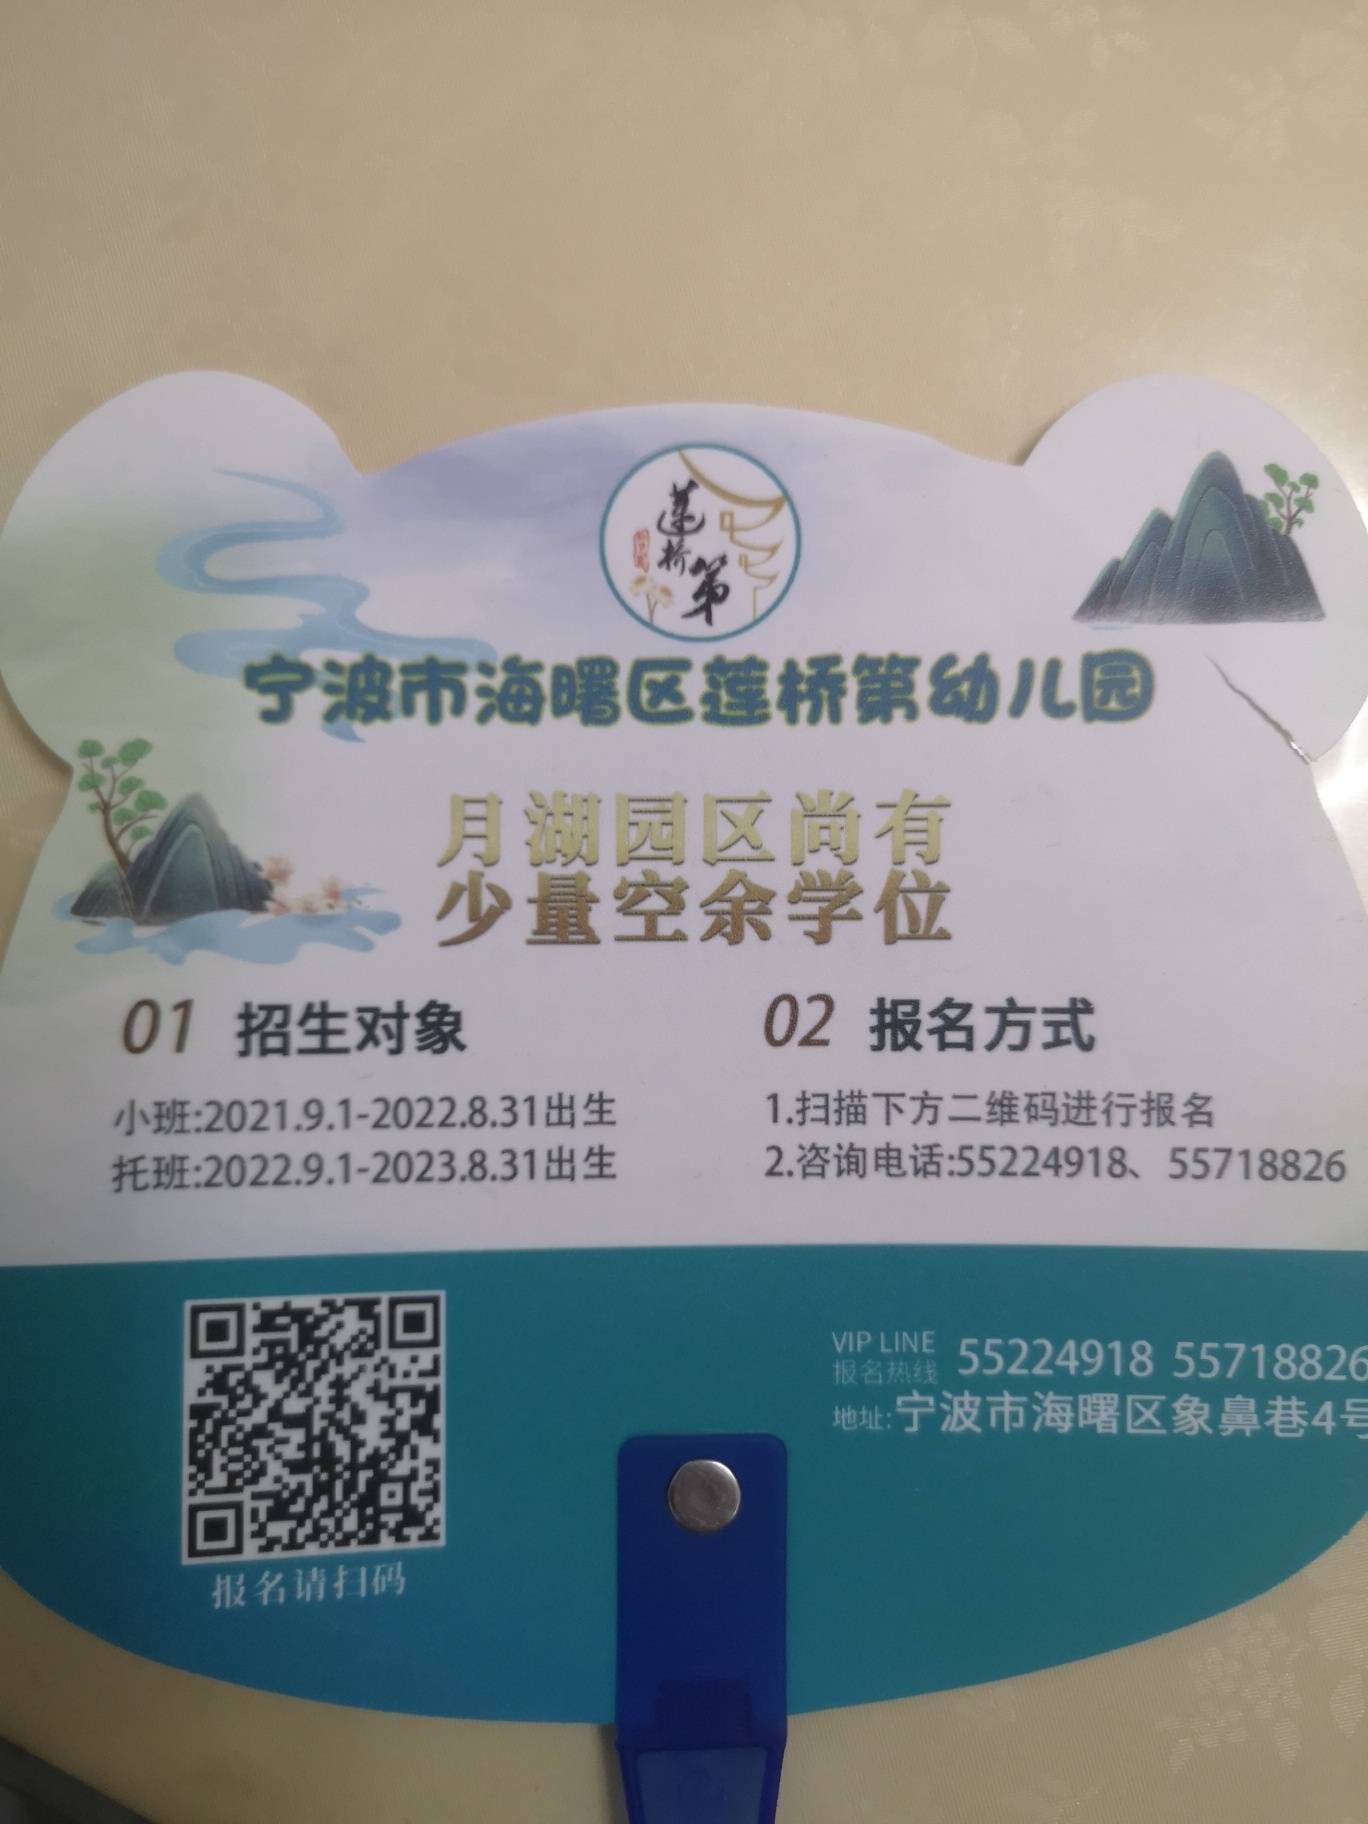 莲桥第
宁波市海曙区莲桥第幼儿园
月湖园区尚有
少量空余学位
01 招生对象
小班:2021.9.1-2022.8.31出生
托班:2022.9.1-2023.8.31出生
02 报名方式
1.扫描下方二维码进行报名
2.咨询电话:55224918、55718826
报名请扫码
VIP LINE
报名热线 55224918 55718826
地址:宁波市海曙区象鼻巷4号